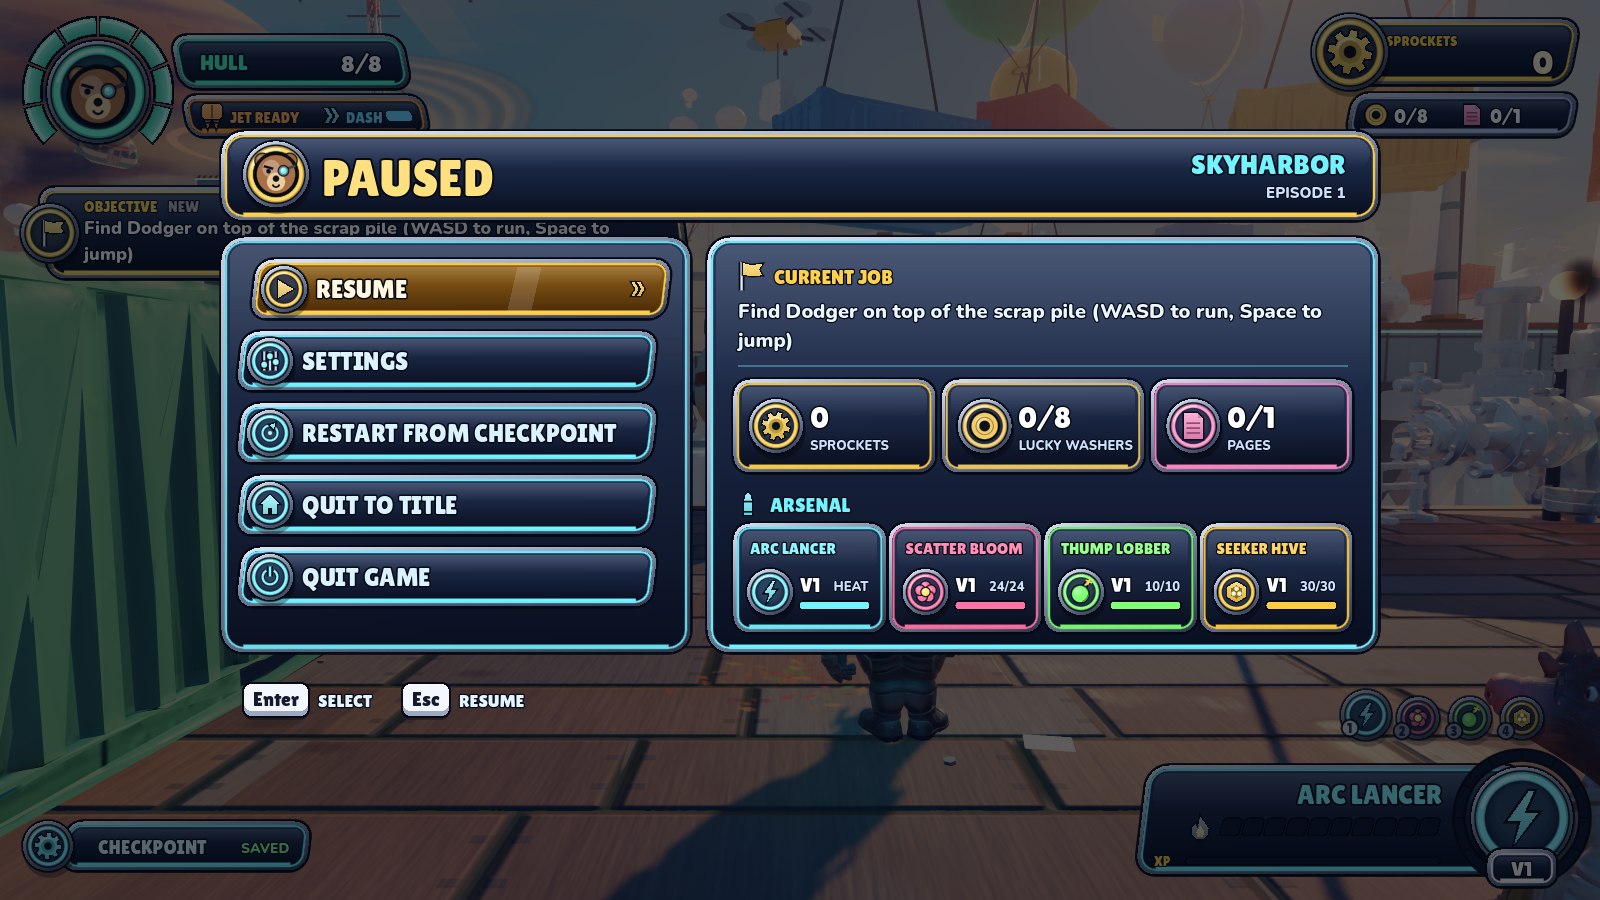 HULL 8/8
JET READY DASH
SPROCKETS
0
0/8 0/1
PAUSED
SKYHARBOR
EPISODE 1
OBJECTIVE NEW
Find Dodger on top of the scrap pile (WASD to run, Space to
jump)
RESUME
SETTINGS
RESTART FROM CHECKPOINT
QUIT TO TITLE
QUIT GAME
CURRENT JOB
Find Dodger on top of the scrap pile (WASD to run, Space to
jump)
0
SPROCKETS
0/8
LUCKY WASHERS
0/1
PAGES
ARSENAL
ARC LANCER
V1 HEAT
SCATTER BLOOM
V1 24/24
THUMP LOBBER
V1 10/10
SEEKER HIVE
V1 30/30
Enter SELECT Esc RESUME
1 2 3 4
ARC LANCER
XP
V1
CHECKPOINT SAVED